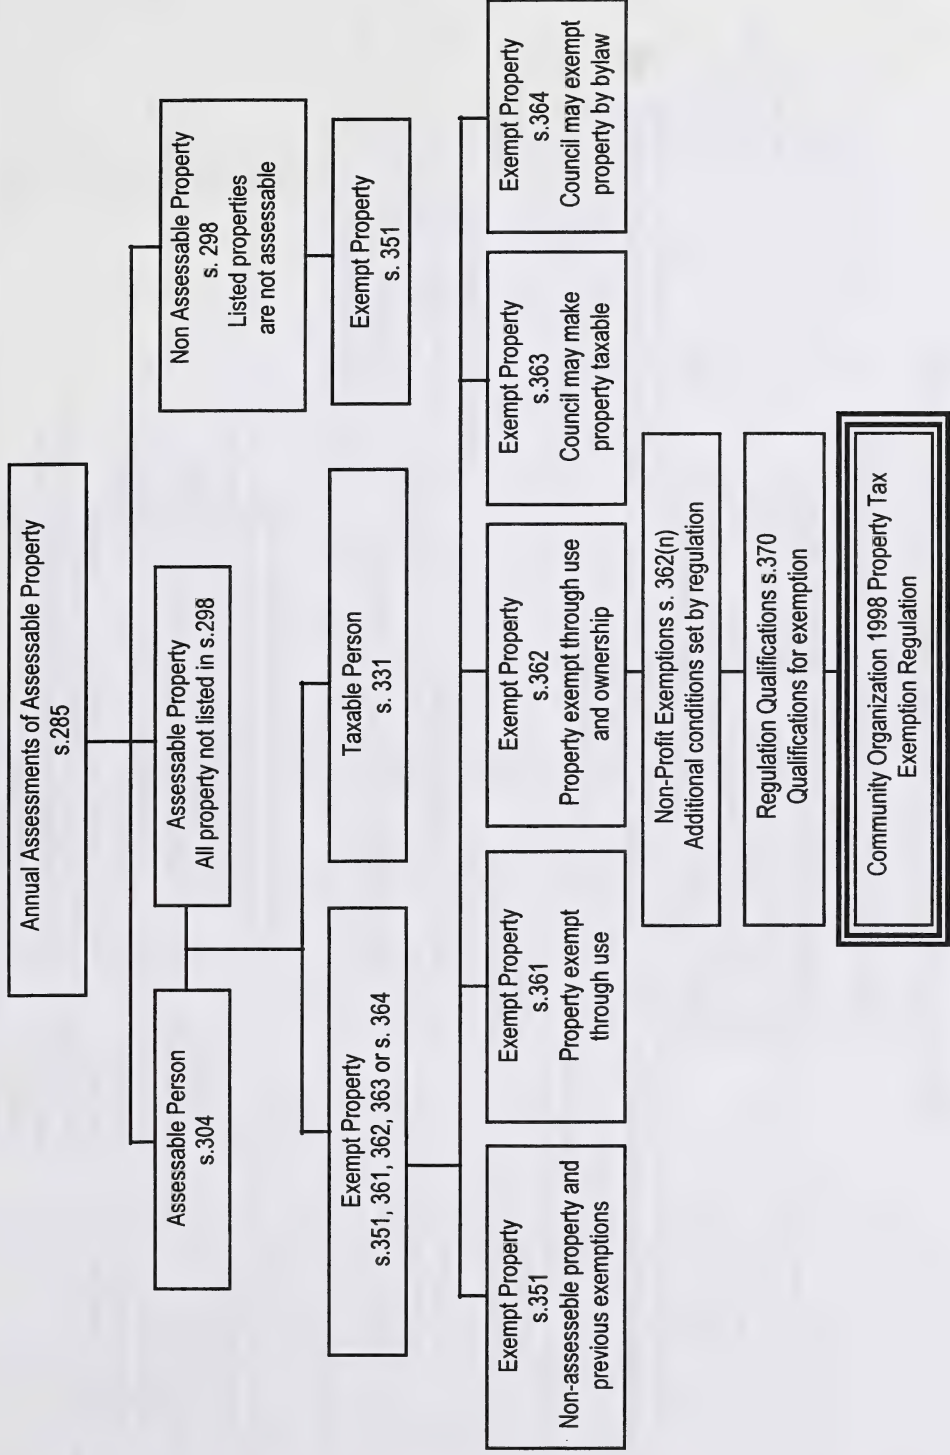 Annual Assessments of Assessable Property
s.285
Assessable Person
s.304
Assessable Property
All property not listed in s.298
Non Assessable Property
s. 298
Listed properties
are not assessable
Exempt Property
s.351, 361, 362, 363 or s. 364
Taxable Person
s. 331
Exempt Property
s. 351
Exempt Property
s.351
Non-assesseble property and
previous exemptions
Exempt Property
s.361
Property exempt
through use
Exempt Property
s.362
Property exempt through use
and ownership
Exempt Property
s.363
Council may make
property taxable
Exempt Property
s.364
Council may exempt
property by bylaw
Non-Profit Exemptions s. 362(n)
Additional conditions set by regulation
Regulation Qualifications s.370
Qualifications for exemption
Community Organization 1998 Property Tax
Exemption Regulation